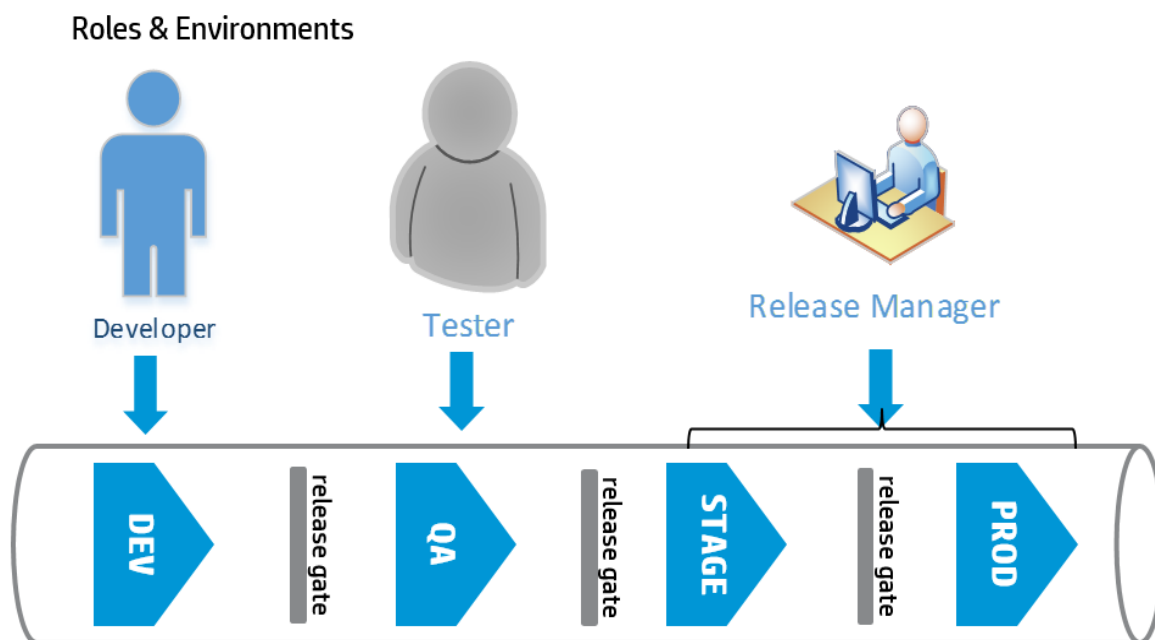 Roles & Environments
Developer
Tester
Release Manager
DEV
release gate
QA
release gate
STAGE
release gate
PROD